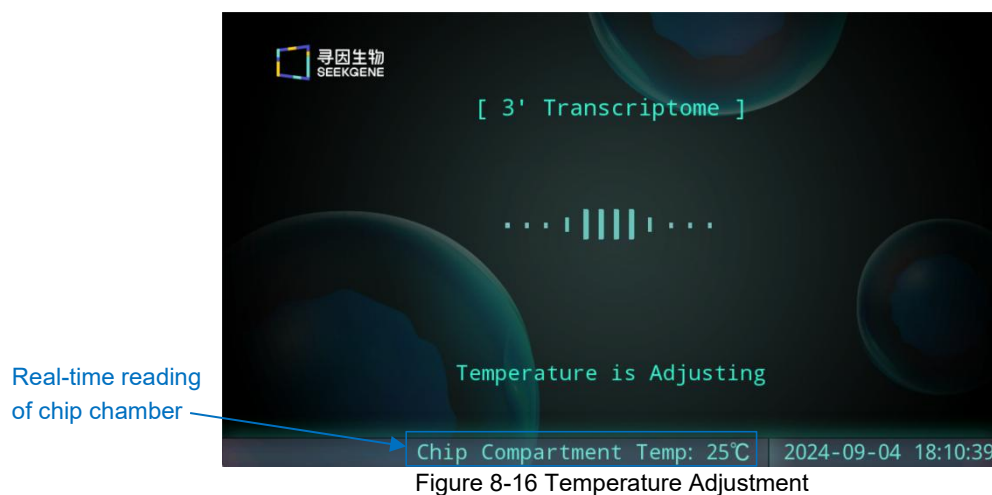 寻因生物
SEEKGENE
[ 3' Transcriptome ]
Temperature is Adjusting
Real-time reading
of chip chamber
Chip Compartment Temp: 25℃
2024-09-04 18:10:39
Figure 8-16 Temperature Adjustment